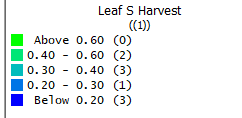 Leaf S Harvest
((1))
Above 0.60 (0)
0.40 - 0.60 (2)
0.30 - 0.40 (3)
0.20 - 0.30 (1)
Below 0.20 (3)